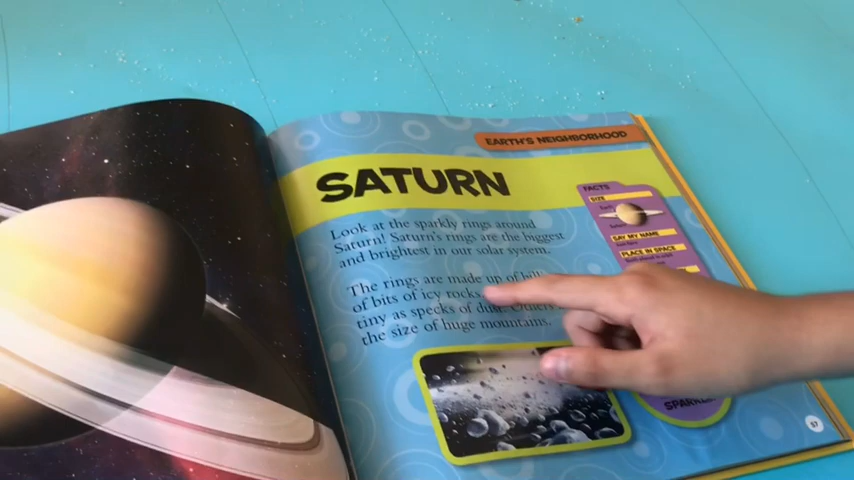 EARTH'S NEIGHBORHOOD
SATURN
Look at the sparkly rings around
Saturn! Saturn's rings are the biggest
and brightest in our solar system.
The rings are made up of
of bits of icy rocks,
tiny as specks of dust.
the size of huge mountains.
FACTS
SIZE
Earth
SAY MY NAME
PLACE IN SPACE
57